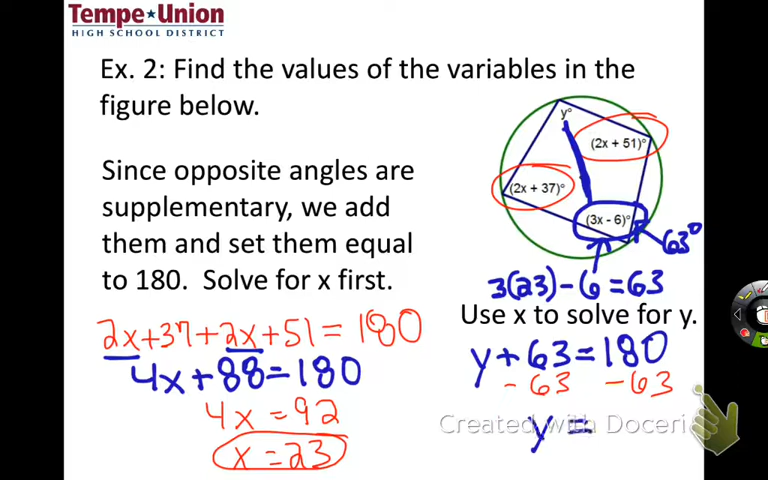 Tempe★Union
HIGH SCHOOL DISTRICT
Ex. 2: Find the values of the variables in the
figure below.
Since opposite angles are
supplementary, we add
them and set them equal
to 180. Solve for x first.
2x+37+2x+51=180
4x+88=180
4x=92
x=23
y°
(2x + 51)°
(2x + 37)°
(3x - 6)°
63°
3(23)-6=63
Use x to solve for y.
y+63=180
-63 -63
y=
Created with Doceri